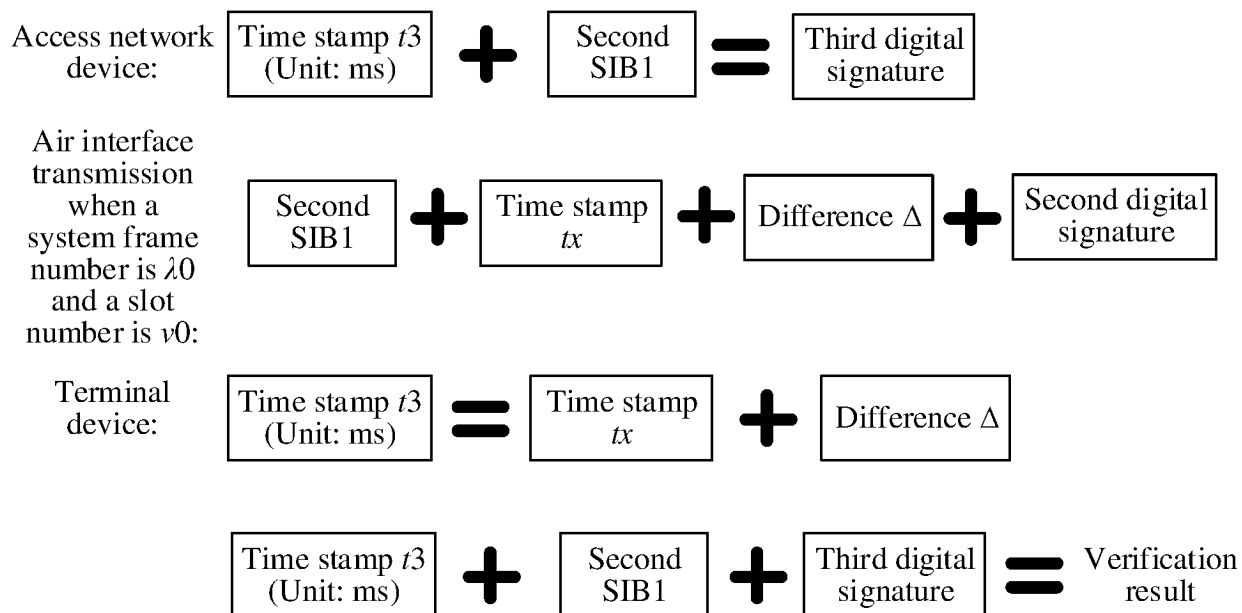 Access network
device:
Time stamp t3
(Unit: ms)
+
Second
SIB1
=
Third digital
signature
Air interface
transmission
when a
system frame
number is λ0
and a slot
number is v0:
Second
SIB1
+
Time stamp
tx
+
Difference Δ
+
Second digital
signature
Terminal
device:
Time stamp t3
(Unit: ms)
=
Time stamp
tx
+
Difference Δ
Time stamp t3
(Unit: ms)
+
Second
SIB1
+
Third digital
signature
=
Verification
result